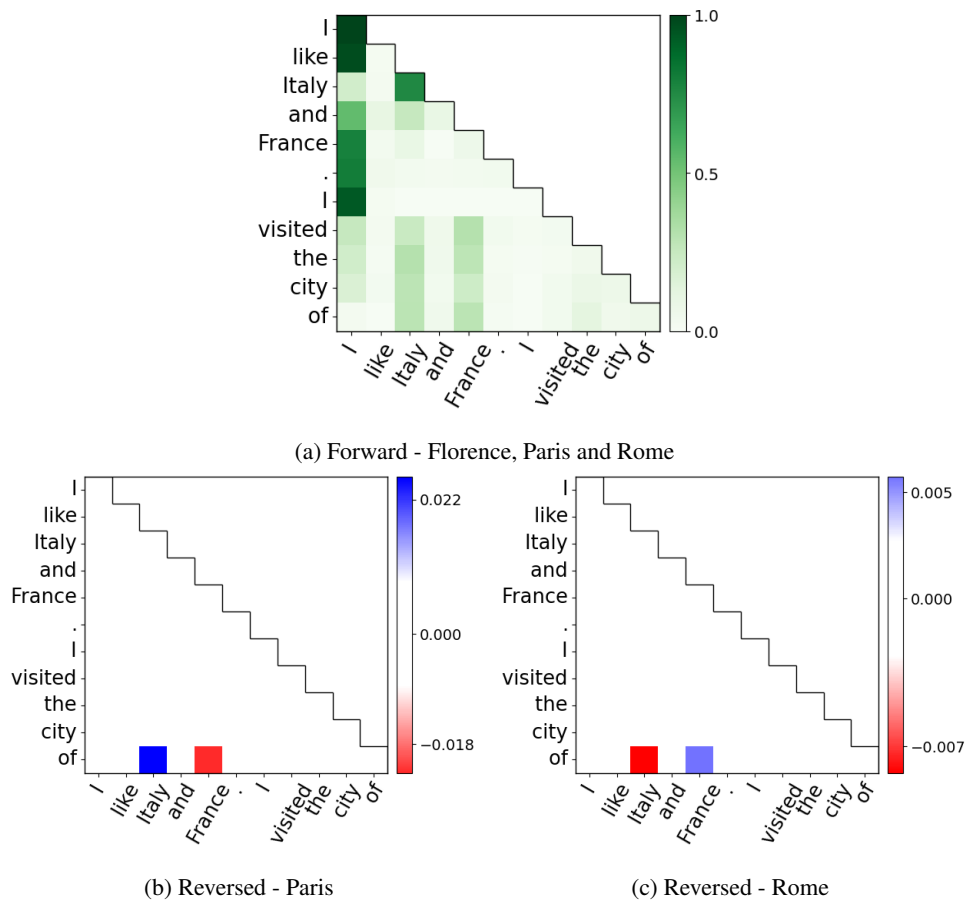 I
like
Italy
and
France
.
I
visited
the
city
of
1.0
0.5
0.0
I like Italy and France . I visited the city of
(a) Forward - Florence, Paris and Rome
I
like
Italy
and
France
.
I
visited
the
city
of
0.022
0.000
−0.018
I like Italy and France . I visited the city of
(b) Reversed - Paris
I
like
Italy
and
France
.
I
visited
the
city
of
0.005
0.000
−0.007
I like Italy and France . I visited the city of
(c) Reversed - Rome